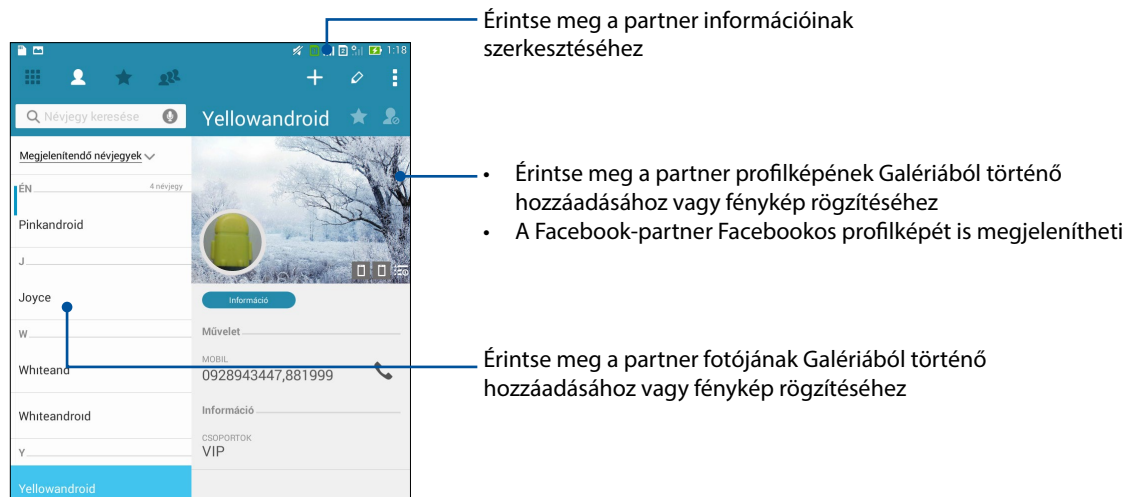 Érintse meg a partner információinak
szerkesztéséhez
1:18
Névjegy keresése
Yellowandroid
Megjelenítendő névjegyek
ÉN
4 névjegy
Pinkandroid
J
Joyce
W
Whiteand
Whiteandroid
Y
Yellowandroid
Információ
Művelet
MOBIL
0928943447,881999
Információ
CSOPORTOK
VIP
• Érintse meg a partner profilképének Galériából történő
hozzáadásához vagy fénykép rögzítéséhez
• A Facebook-partner Facebookos profilképét is megjelenítheti
Érintse meg a partner fotójának Galériából történő
hozzáadásához vagy fénykép rögzítéséhez